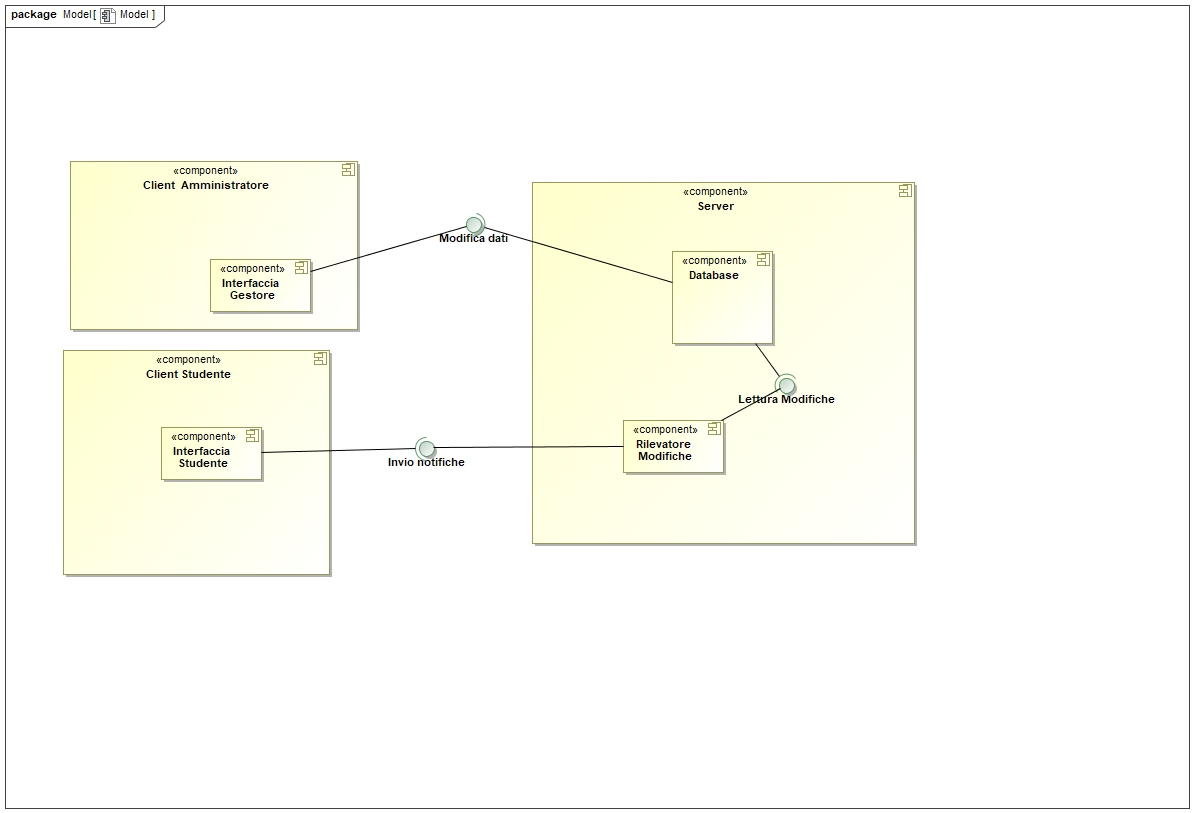 package Model[ Model ]
«component»
Client Amministratore
«component»
Interfaccia
Gestore
Modifica dati
«component»
Server
«component»
Database
Lettura Modifiche
«component»
Rilevatore
Modifiche
«component»
Client Studente
«component»
Interfaccia
Studente
Invio notifiche